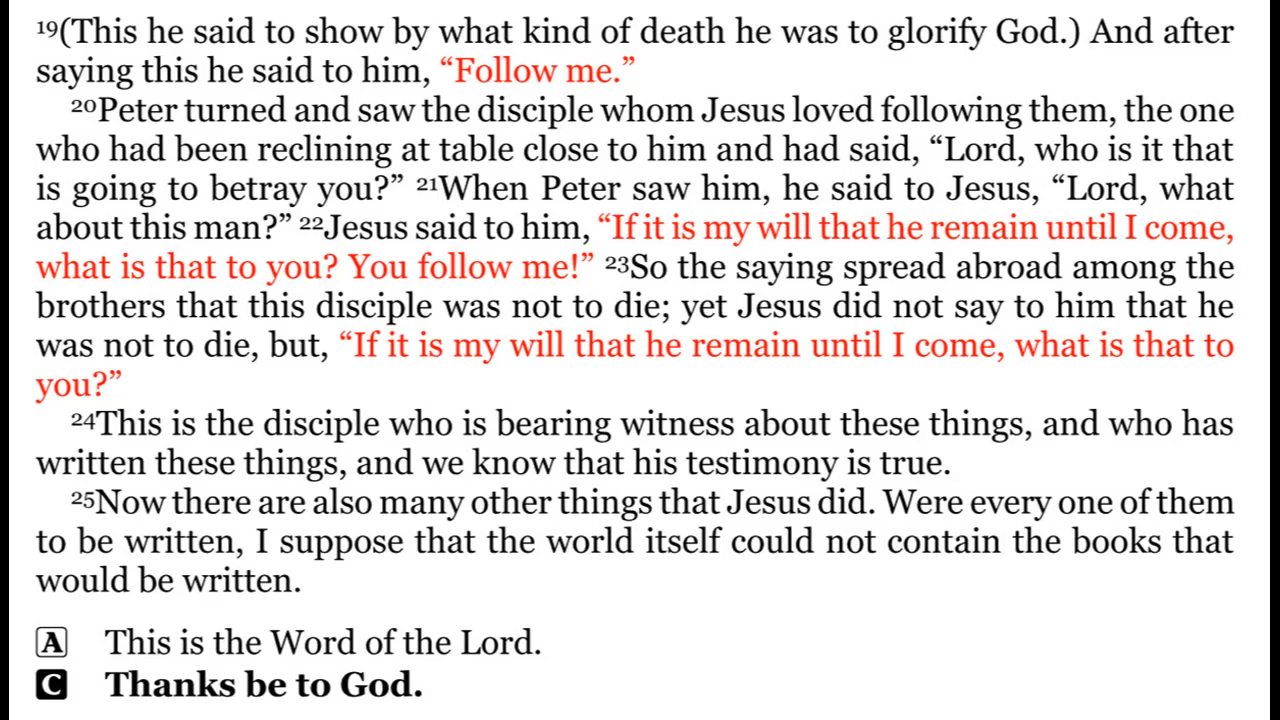 ¹⁹(This he said to show by what kind of death he was to glorify God.) And after
saying this he said to him, “Follow me.”
²⁰Peter turned and saw the disciple whom Jesus loved following them, the one
who had been reclining at table close to him and had said, “Lord, who is it that
is going to betray you?” ²¹When Peter saw him, he said to Jesus, “Lord, what
about this man?” ²²Jesus said to him, “If it is my will that he remain until I come,
what is that to you? You follow me!” ²³So the saying spread abroad among the
brothers that this disciple was not to die; yet Jesus did not say to him that he
was not to die, but, “If it is my will that he remain until I come, what is that to
you?”
²⁴This is the disciple who is bearing witness about these things, and who has
written these things, and we know that his testimony is true.
²⁵Now there are also many other things that Jesus did. Were every one of them
to be written, I suppose that the world itself could not contain the books that
would be written.
A This is the Word of the Lord.
C Thanks be to God.